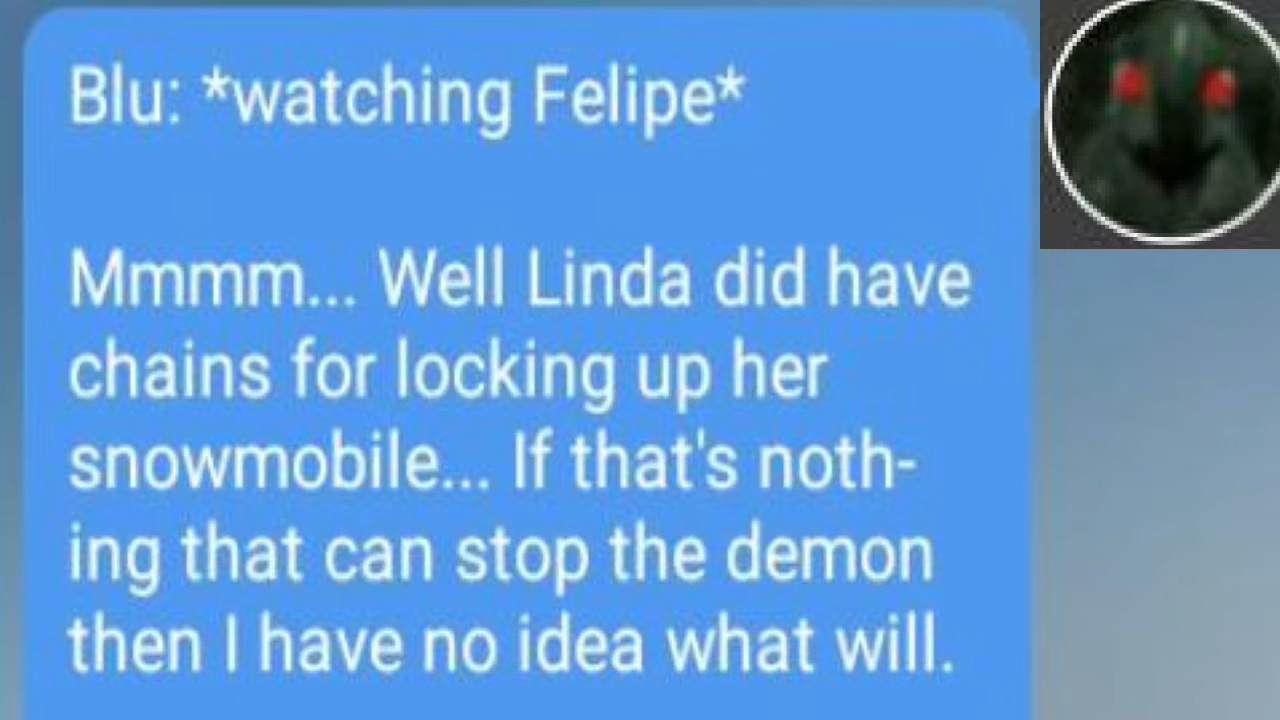 Blu: *watching Felipe*
Mmmm... Well Linda did have
chains for locking up her
snowmobile... If that's noth-
ing that can stop the demon
then I have no idea what will.